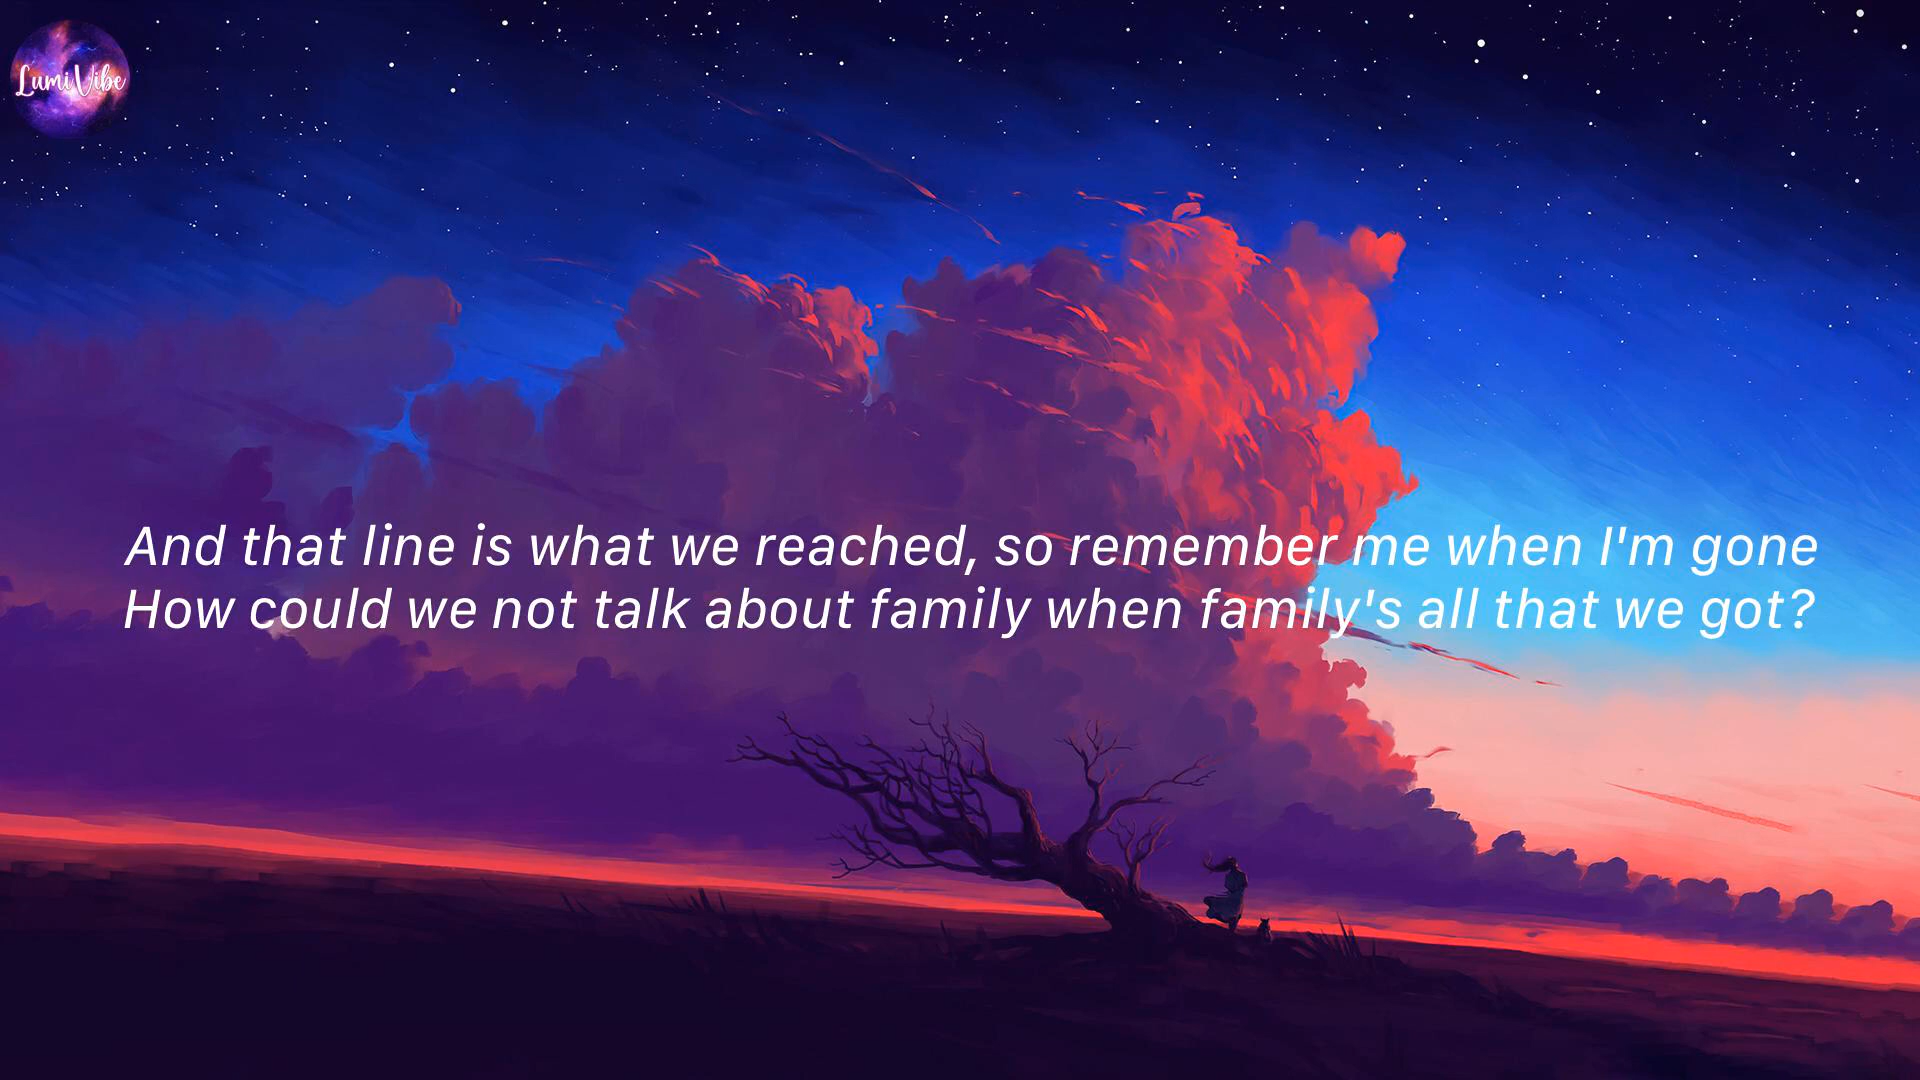 LumiVibe
And that line is what we reached, so remember me when I'm gone
How could we not talk about family when family's all that we got?